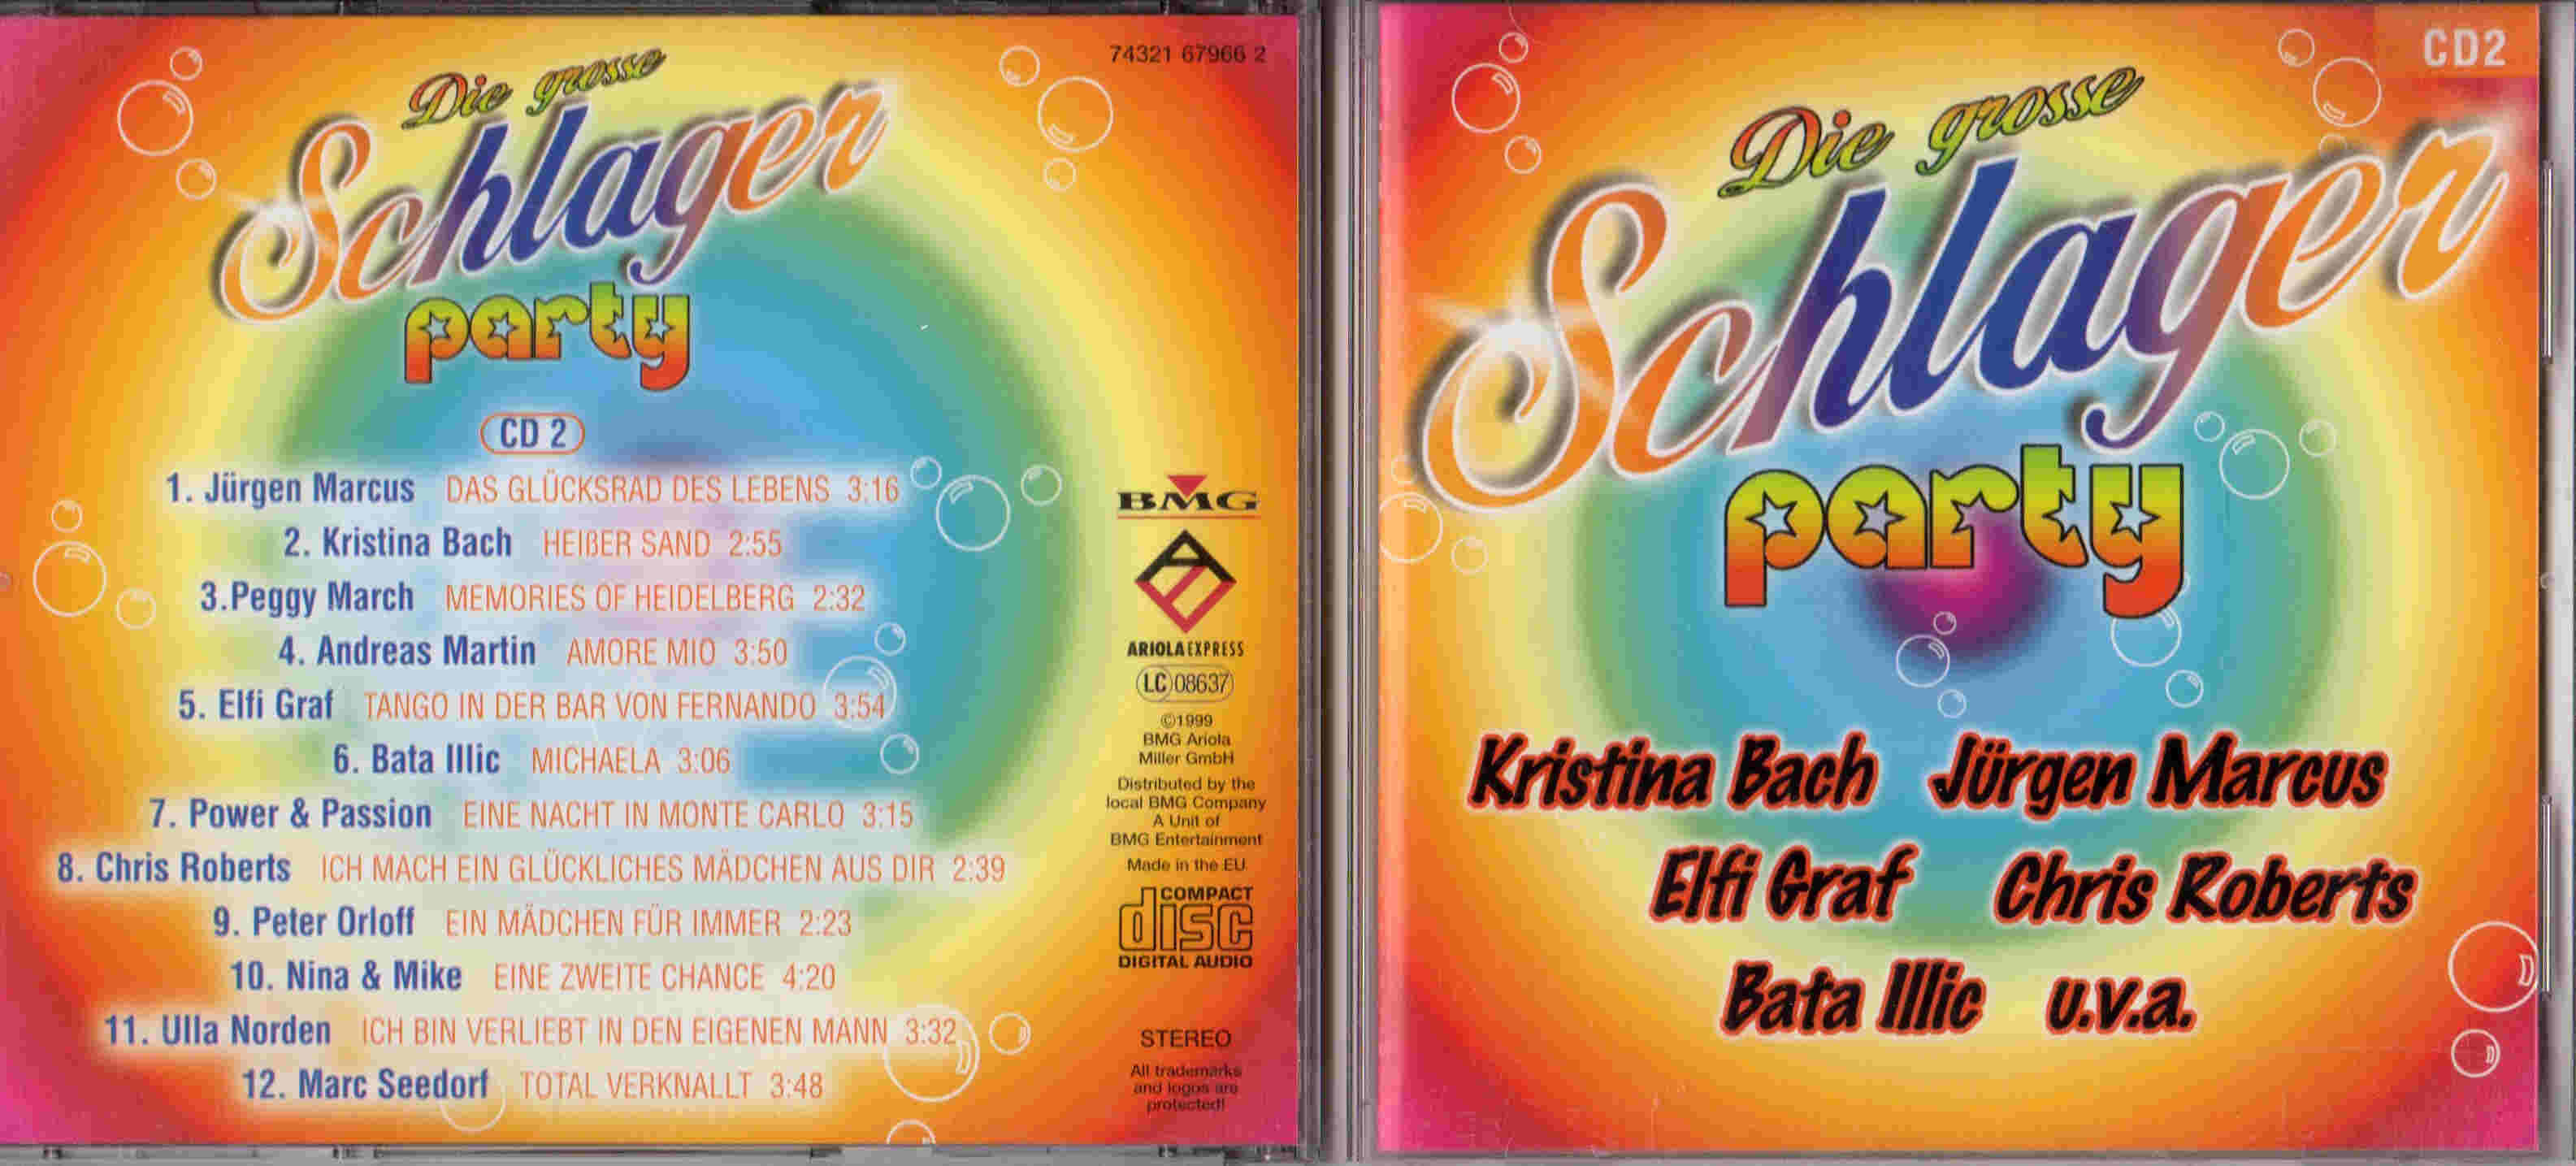 74321 67966 2
Die grosse
Schlager
party
CD 2
1. Jürgen Marcus DAS GLÜCKSRAD DES LEBENS 3:16
2. Kristina Bach HEIßER SAND 2:55
3.Peggy March MEMORIES OF HEIDELBERG 2:32
4. Andreas Martin AMORE MIO 3:50
5. Elfi Graf TANGO IN DER BAR VON FERNANDO 3:54
6. Bata Illic MICHAELA 3:06
7. Power & Passion EINE NACHT IN MONTE CARLO 3:15
8. Chris Roberts ICH MACH EIN GLÜCKLICHES MÄDCHEN AUS DIR 2:39
9. Peter Orloff EIN MÄDCHEN FÜR IMMER 2:23
10. Nina & Mike EINE ZWEITE CHANCE 4:20
11. Ulla Norden ICH BIN VERLIEBT IN DEN EIGENEN MANN 3:32
12. Marc Seedorf TOTAL VERKNALLT 3:48
BMG
ARIOLA EXPRESS
LC 08637
©1999
BMG Ariola
Miller GmbH
Distributed by the
local BMG Company
A Unit of
BMG Entertainment
Made in the EU
COMPACT
disc
DIGITAL AUDIO
STEREO
All trademarks
and logos are
protected!
CD2
Die grosse
Schlager
party
Kristina Bach Jürgen Marcus
Elfi Graf Chris Roberts
Bata Illic u.v.a.